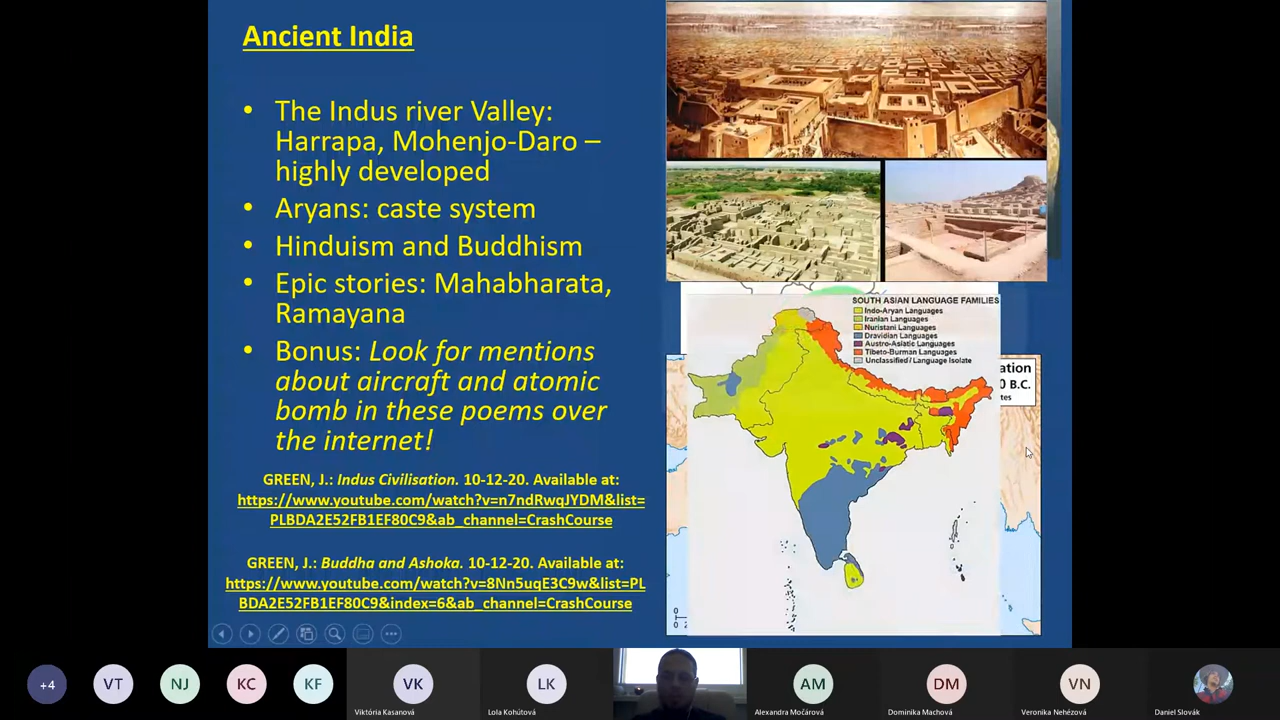 Ancient India
• The Indus river Valley:
Harrapa, Mohenjo-Daro –
highly developed
• Aryans: caste system
• Hinduism and Buddhism
• Epic stories: Mahabharata,
Ramayana
• Bonus: Look for mentions
about aircraft and atomic
bomb in these poems over
the internet!
GREEN, J.: Indus Civilisation. 10-12-20. Available at:
https://www.youtube.com/watch?v=n7ndRwqJYDM&list=
PLBDA2E52FB1EF80C9&ab_channel=CrashCourse
GREEN, J.: Buddha and Ashoka. 10-12-20. Available at:
https://www.youtube.com/watch?v=8Nn5uqE3C9w&list=PL
BDA2E52FB1EF80C9&index=6&ab_channel=CrashCourse
SOUTH ASIAN LANGUAGE FAMILIES
Indo-Aryan Languages
Iranian Languages
Nuristani Languages
Dravidian Languages
Austro-Asiatic Languages
Tibeto-Burman Languages
Unclassified / Language Isolate
ation
0 B.C.
tes
0
+4
VT
NJ
KC
KF
VK
Viktória Kasanová
LK
Lola Kohútová
AM
Alexandra Močárová
DM
Dominika Machová
VN
Veronika Nehézová
Daniel Slovák